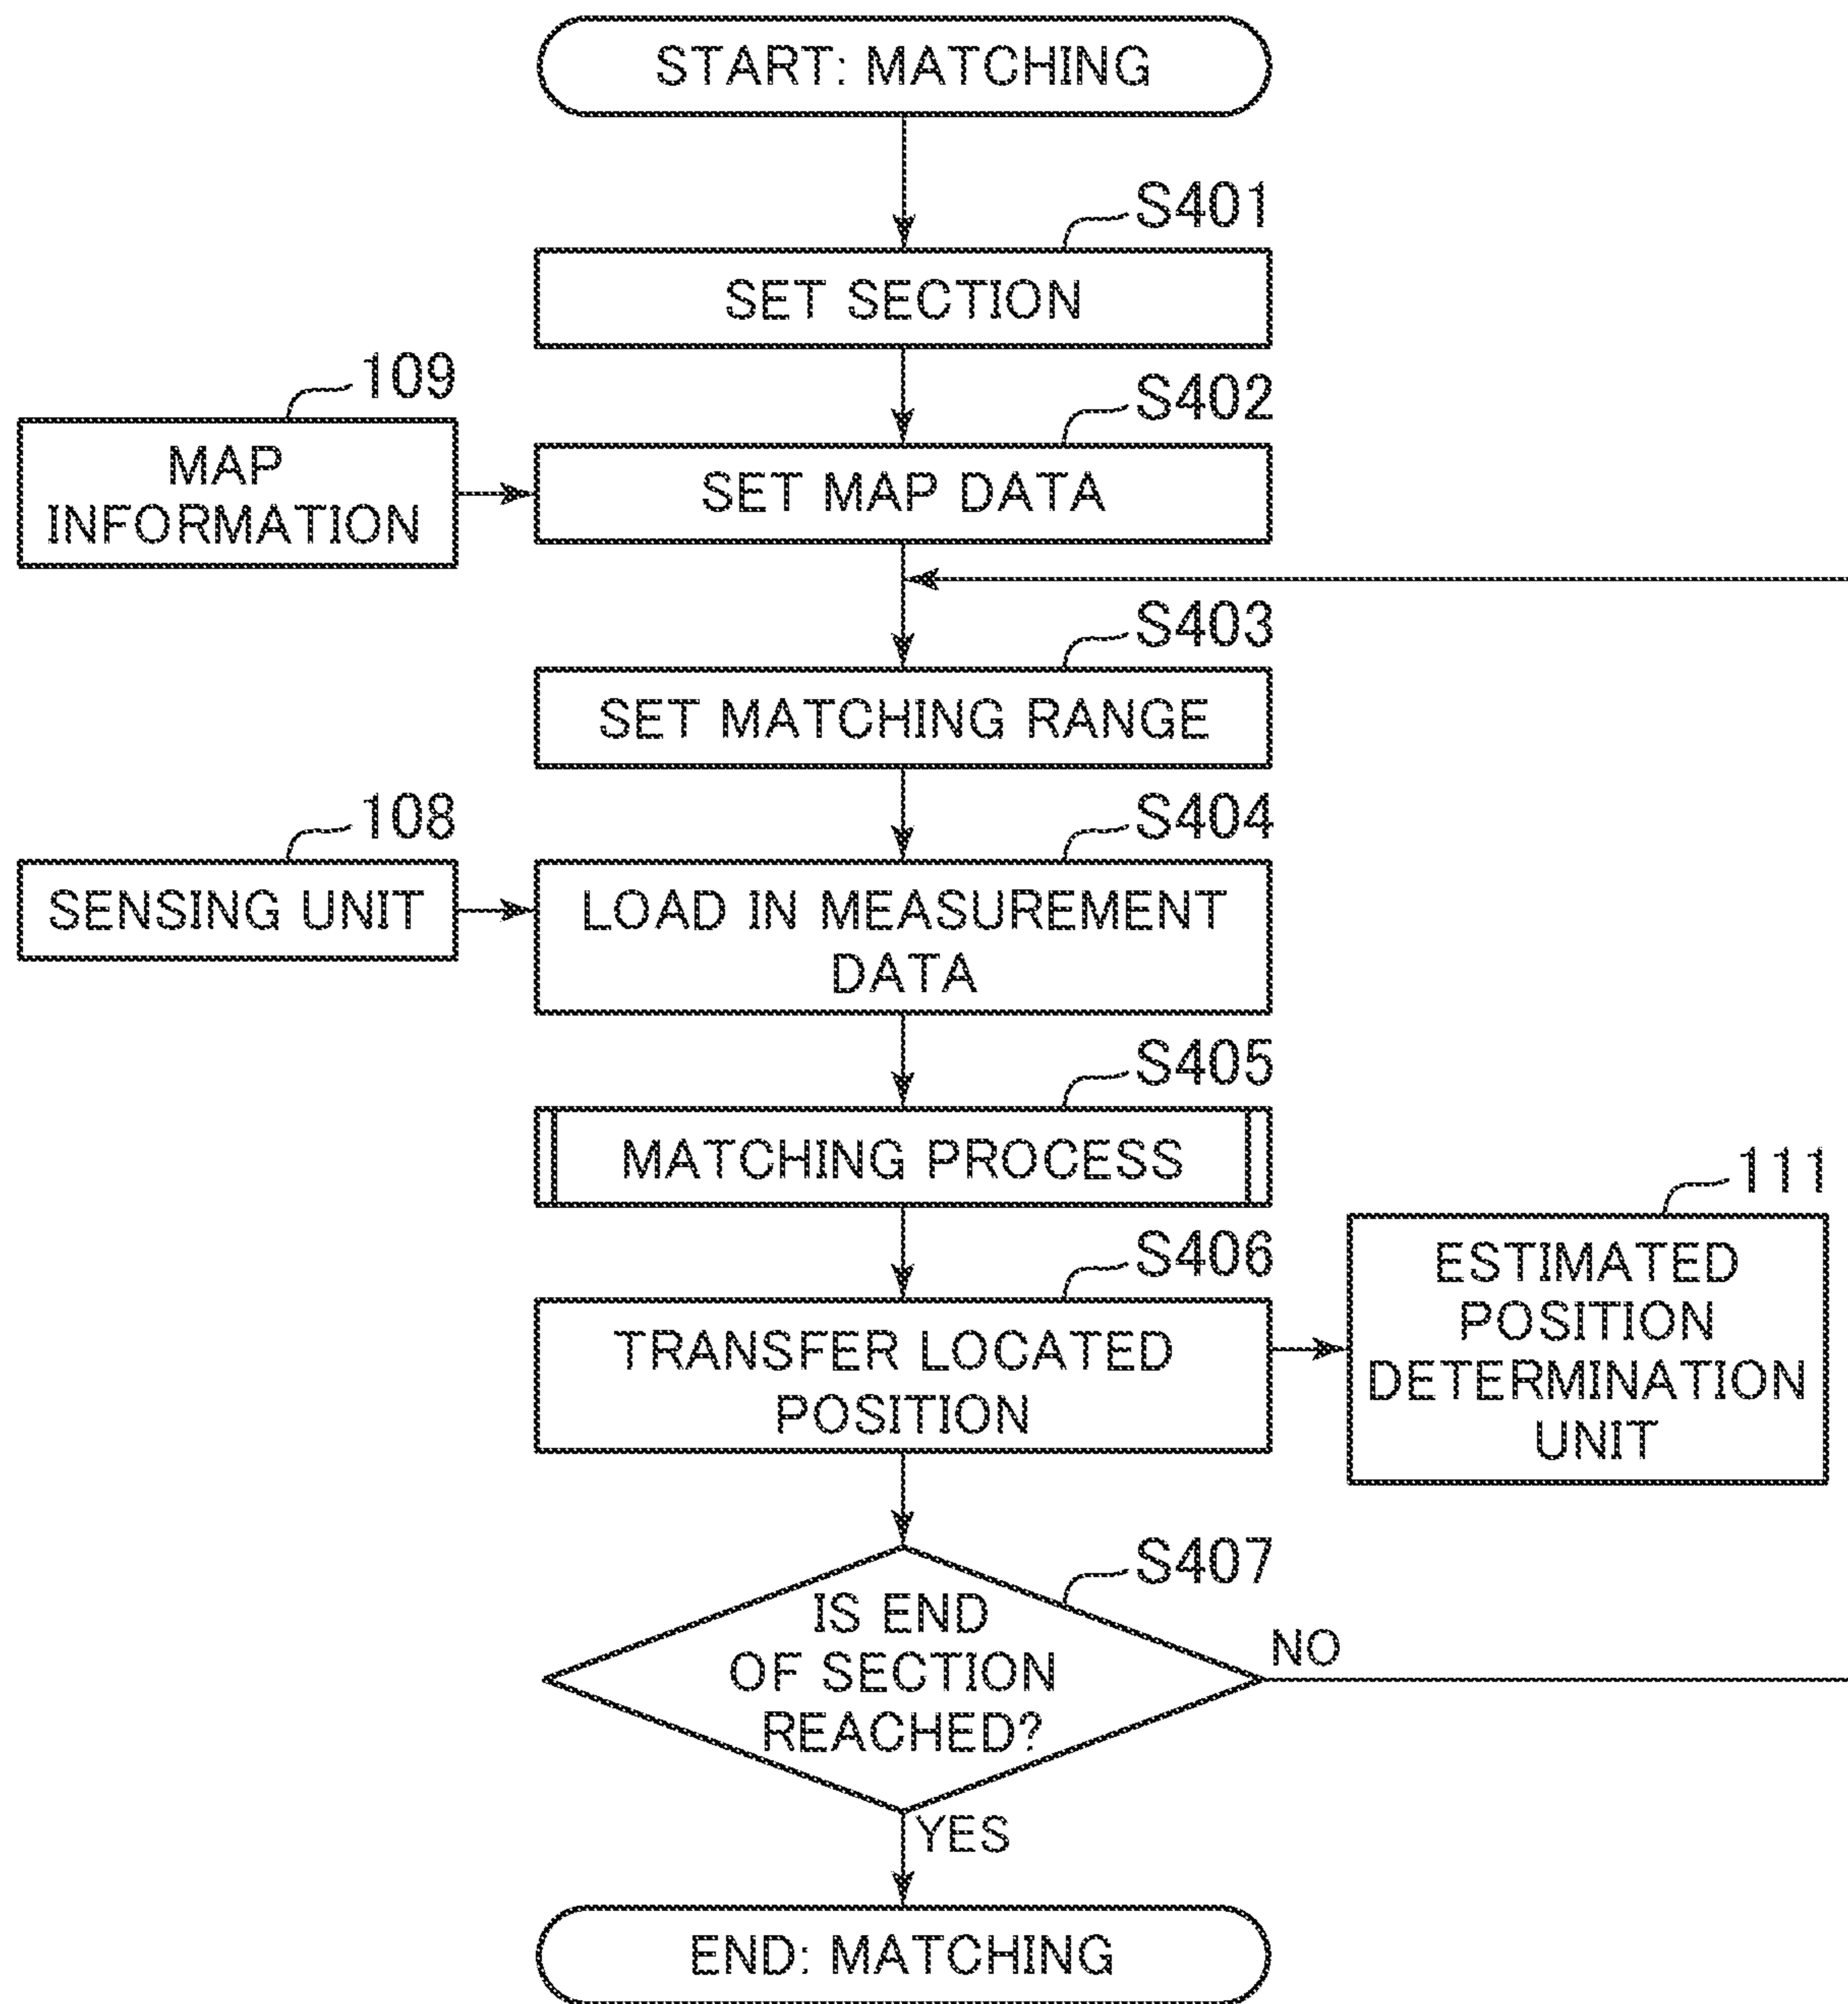 START: MATCHING
S401
SET SECTION
109
MAP
INFORMATION
S402
SET MAP DATA
S403
SET MATCHING RANGE
108
SENSING UNIT
S404
LOAD IN MEASUREMENT
DATA
S405
MATCHING PROCESS
S406
TRANSFER LOCATED
POSITION
111
ESTIMATED
POSITION
DETERMINATION
UNIT
S407
IS END
OF SECTION
REACHED?
NO
YES
END: MATCHING